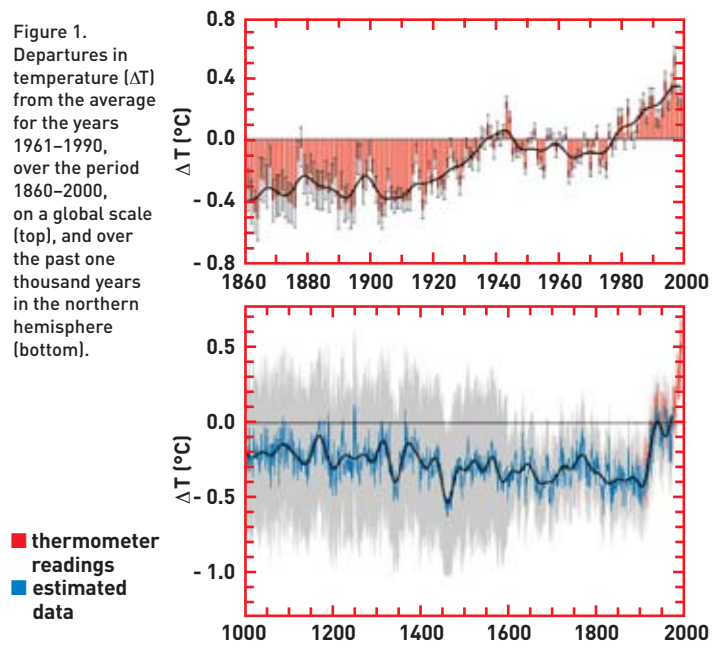 Figure 1.
Departures in
temperature (ΔT)
from the average
for the years
1961–1990,
over the period
1860–2000,
on a global scale
(top), and over
the past one
thousand years
in the northern
hemisphere
(bottom).
Δ T (°C)
0.8
0.4
0.0
- 0.4
- 0.8
1860 1880 1900 1920 1940 1960 1980 2000
Δ T (°C)
0.5
0.0
- 0.5
- 1.0
1000 1200 1400 1600 1800 2000
thermometer
readings
estimated
data